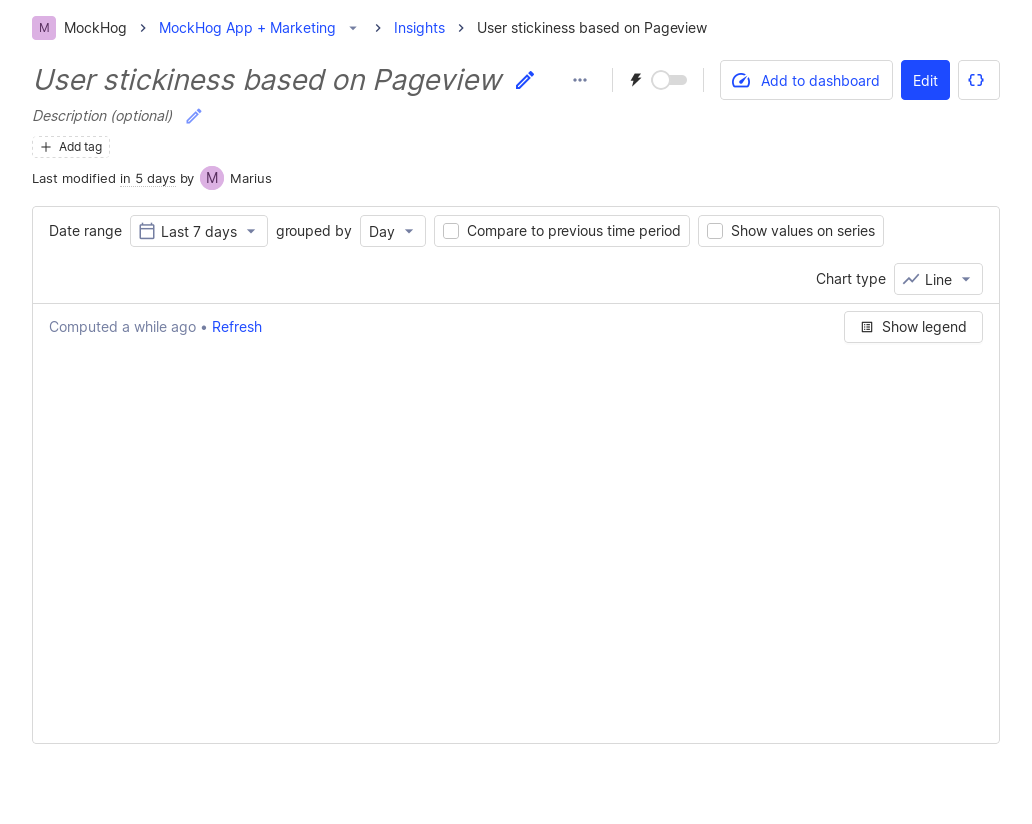 M MockHog MockHog App + Marketing Insights User stickiness based on Pageview
User stickiness based on Pageview Add to dashboard Edit
Description (optional)
Add tag
Last modified in 5 days by M Marius
Date range Last 7 days grouped by Day Compare to previous time period Show values on series
Chart type Line
Computed a while ago • Refresh Show legend